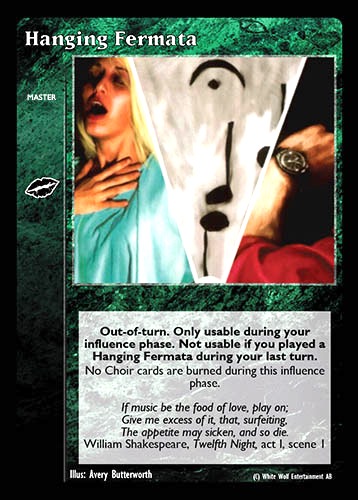 Hanging Fermata
MASTER
Out-of-turn. Only usable during your
influence phase. Not usable if you played a
Hanging Fermata during your last turn.
No Choir cards are burned during this influence
phase.
If music be the food of love, play on;
Give me excess of it, that, surfeiting,
The appetite may sicken, and so die.
William Shakespeare, Twelfth Night, act I, scene 1
Illus: Avery Butterworth
(C) White Wolf Entertainment AB